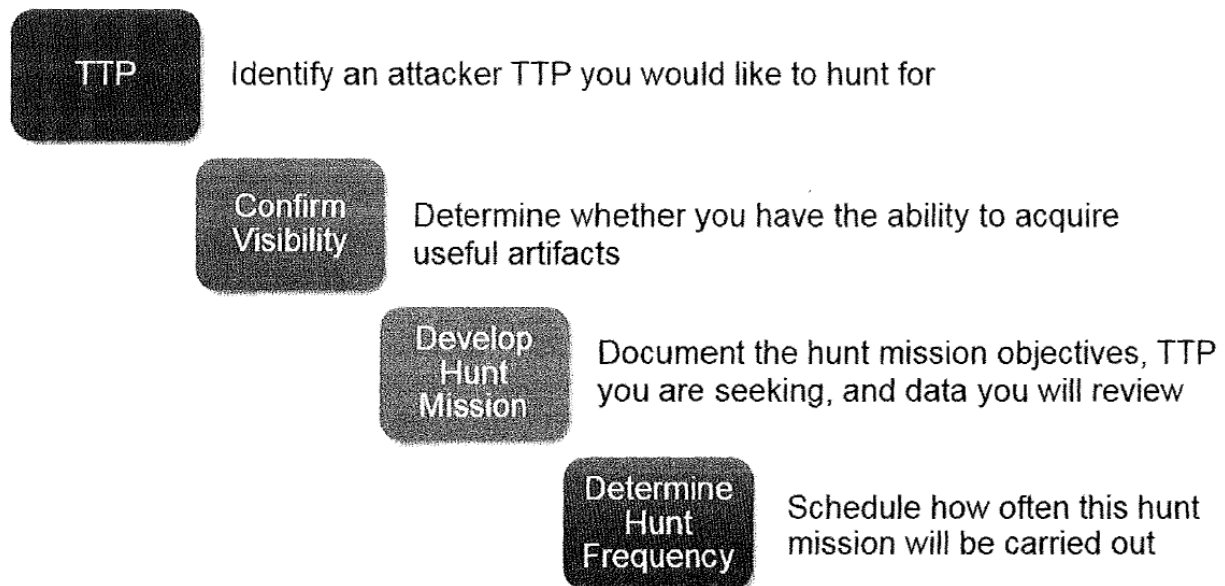 TTP
Identify an attacker TTP you would like to hunt for
Confirm
Visibility
Determine whether you have the ability to acquire
useful artifacts
Develop
Hunt
Mission
Document the hunt mission objectives, TTP
you are seeking, and data you will review
Determine
Hunt
Frequency
Schedule how often this hunt
mission will be carried out